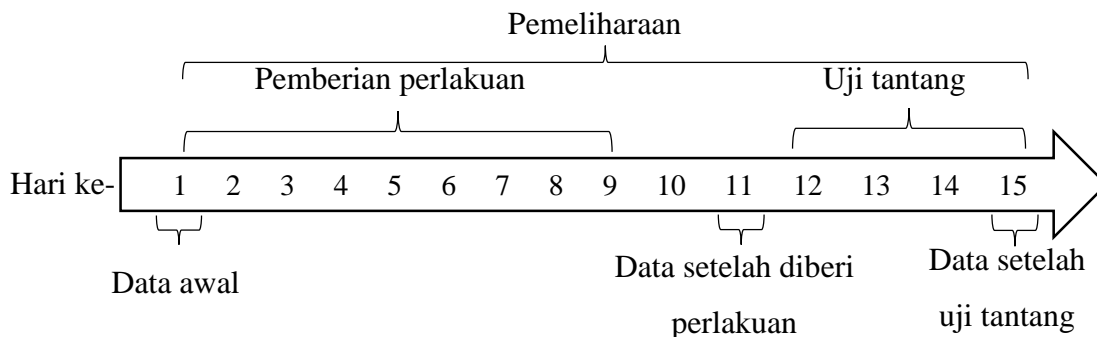 Pemeliharaan
Pemberian perlakuan
Uji tantang
Hari ke- 1 2 3 4 5 6 7 8 9 10 11 12 13 14 15
Data awal
Data setelah diberi
perlakuan
Data setelah
uji tantang